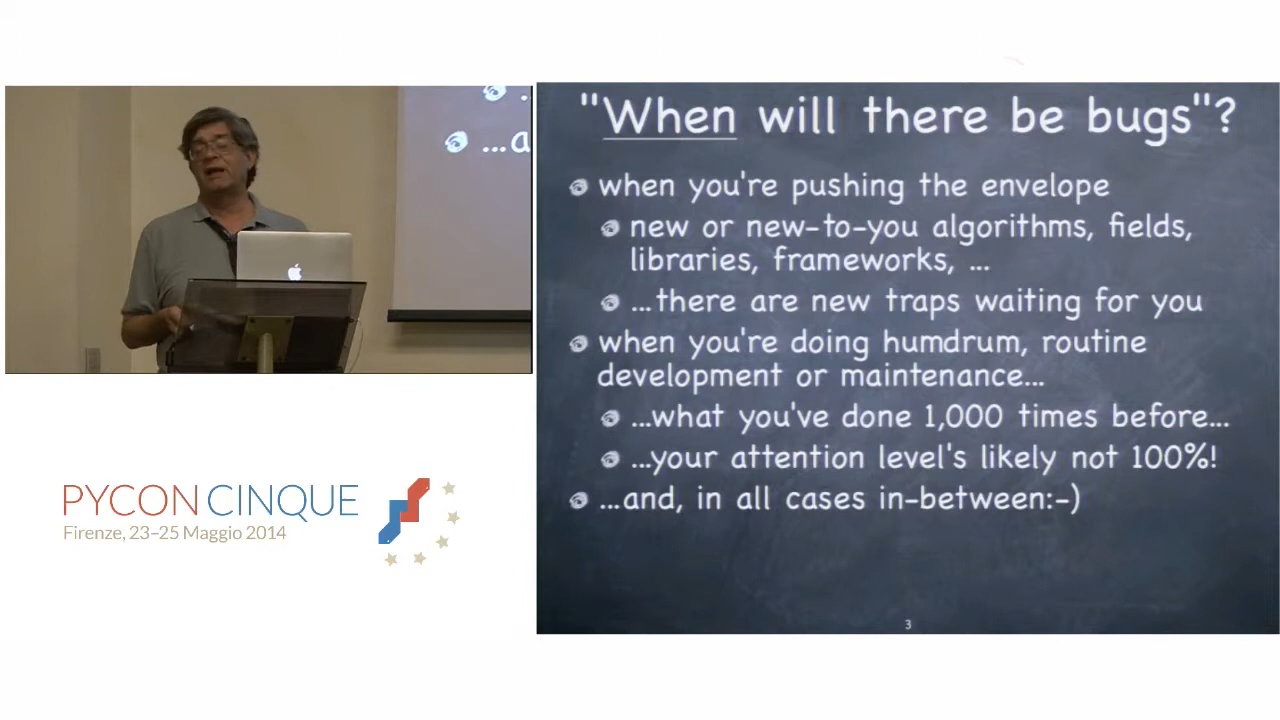 "When will there be bugs"?
when you're pushing the envelope
new or new-to-you algorithms, fields,
libraries, frameworks, ...
...there are new traps waiting for you
when you're doing humdrum, routine
development or maintenance...
...what you've done 1,000 times before...
...your attention level's likely not 100%!
...and, in all cases in-between:-)
3
...a
PYCON CINQUE
Firenze, 23–25 Maggio 2014